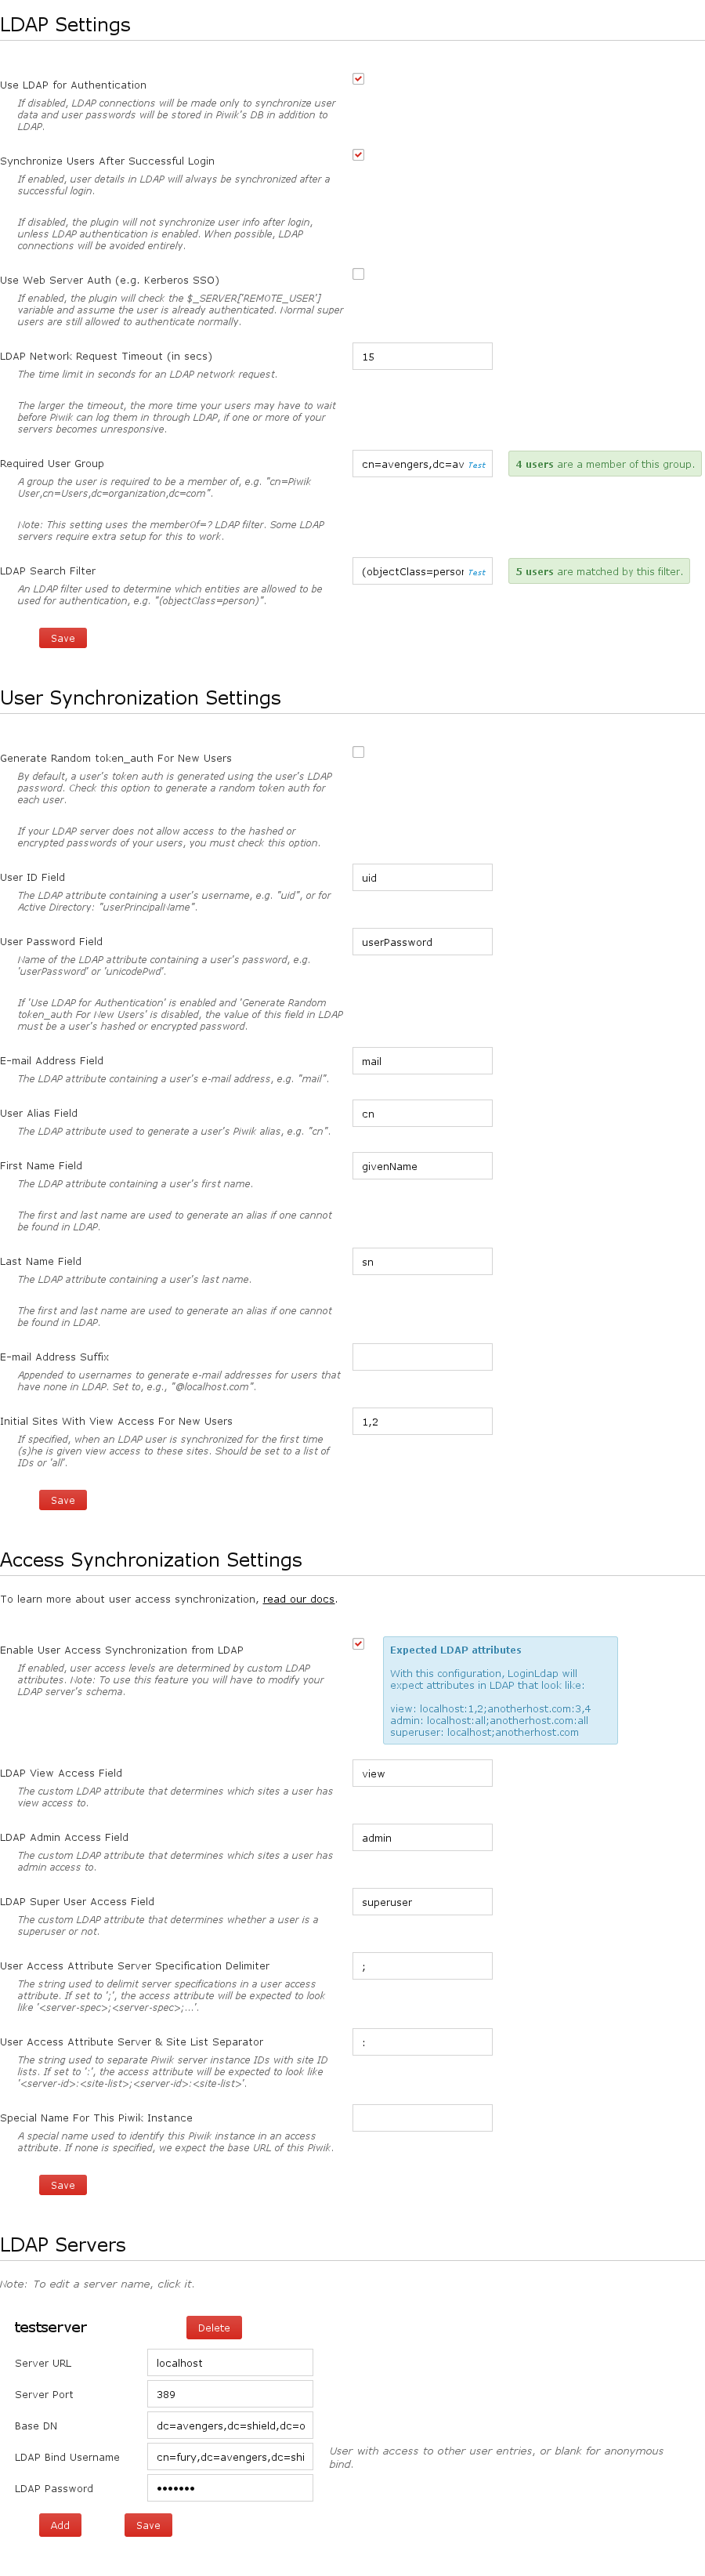 LDAP Settings
Use LDAP for Authentication
If disabled, LDAP connections will be made only to synchronize user
data and user passwords will be stored in Piwik's DB in addition to
LDAP.
Synchronize Users After Successful Login
If enabled, user details in LDAP will always be synchronized after a
successful login.
If disabled, the plugin will not synchronize user info after login,
unless LDAP authentication is enabled. When possible, LDAP
connections will be avoided entirely.
Use Web Server Auth (e.g. Kerberos SSO)
If enabled, the plugin will check the $_SERVER['REMOTE_USER']
variable and assume the user is already authenticated. Normal super
users are still allowed to authenticate normally.
LDAP Network Request Timeout (in secs)
15
The time limit in seconds for an LDAP network request.
The larger the timeout, the more time your users may have to wait
before Piwik can log them in through LDAP, if one or more of your
servers becomes unresponsive.
Required User Group
cn=avengers,dc=av Test
4 users are a member of this group.
A group the user is required to be a member of, e.g. "cn=Piwik
User,cn=Users,dc=organization,dc=com".
Note: This setting uses the memberOf=? LDAP filter. Some LDAP
servers require extra setup for this to work.
LDAP Search Filter
(objectClass=person Test
5 users are matched by this filter.
An LDAP filter used to determine which entities are allowed to be
used for authentication, e.g. "(objectClass=person)".
Save
User Synchronization Settings
Generate Random token_auth For New Users
By default, a user's token auth is generated using the user's LDAP
password. Check this option to generate a random token auth for
each user.
If your LDAP server does not allow access to the hashed or
encrypted passwords of your users, you must check this option.
User ID Field
uid
The LDAP attribute containing a user's username, e.g. "uid", or for
Active Directory: "userPrincipalName".
User Password Field
userPassword
Name of the LDAP attribute containing a user's password, e.g.
'userPassword' or 'unicodePwd'.
If 'Use LDAP for Authentication' is enabled and 'Generate Random
token_auth For New Users' is disabled, the value of this field in LDAP
must be a user's hashed or encrypted password.
E-mail Address Field
mail
The LDAP attribute containing a user's e-mail address, e.g. "mail".
User Alias Field
cn
The LDAP attribute used to generate a user's Piwik alias, e.g. "cn".
First Name Field
givenName
The LDAP attribute containing a user's first name.
The first and last name are used to generate an alias if one cannot
be found in LDAP.
Last Name Field
sn
The LDAP attribute containing a user's last name.
The first and last name are used to generate an alias if one cannot
be found in LDAP.
E-mail Address Suffix
Appended to usernames to generate e-mail addresses for users that
have none in LDAP. Set to, e.g., "@localhost.com".
Initial Sites With View Access For New Users
1,2
If specified, when an LDAP user is synchronized for the first time
(s)he is given view access to these sites. Should be set to a list of
IDs or 'all'.
Save
Access Synchronization Settings
To learn more about user access synchronization, read our docs.
Enable User Access Synchronization from LDAP
If enabled, user access levels are determined by custom LDAP
attributes. Note: To use this feature you will have to modify your
LDAP server's schema.
Expected LDAP attributes
With this configuration, LoginLdap will
expect attributes in LDAP that look like:
view: localhost:1,2;anotherhost.com:3,4
admin: localhost:all;anotherhost.com:all
superuser: localhost;anotherhost.com
LDAP View Access Field
view
The custom LDAP attribute that determines which sites a user has
view access to.
LDAP Admin Access Field
admin
The custom LDAP attribute that determines which sites a user has
admin access to.
LDAP Super User Access Field
superuser
The custom LDAP attribute that determines whether a user is a
superuser or not.
User Access Attribute Server Specification Delimiter
;
The string used to delimit server specifications in a user access
attribute. If set to ';', the access attribute will be expected to look
like '<server-spec>;<server-spec>;...'.
User Access Attribute Server & Site List Separator
:
The string used to separate Piwik server instance IDs with site ID
lists. If set to ':', the access attribute will be expected to look like
'<server-id>:<site-list>;<server-id>:<site-list>'.
Special Name For This Piwik Instance
A special name used to identify this Piwik instance in an access
attribute. If none is specified, we expect the base URL of this Piwik.
Save
LDAP Servers
Note: To edit a server name, click it.
testserver
Delete
Server URL
localhost
Server Port
389
Base DN
dc=avengers,dc=shield,dc=o
LDAP Bind Username
cn=fury,dc=avengers,dc=shi
User with access to other user entries, or blank for anonymous
bind.
LDAP Password
•••••••
Add
Save